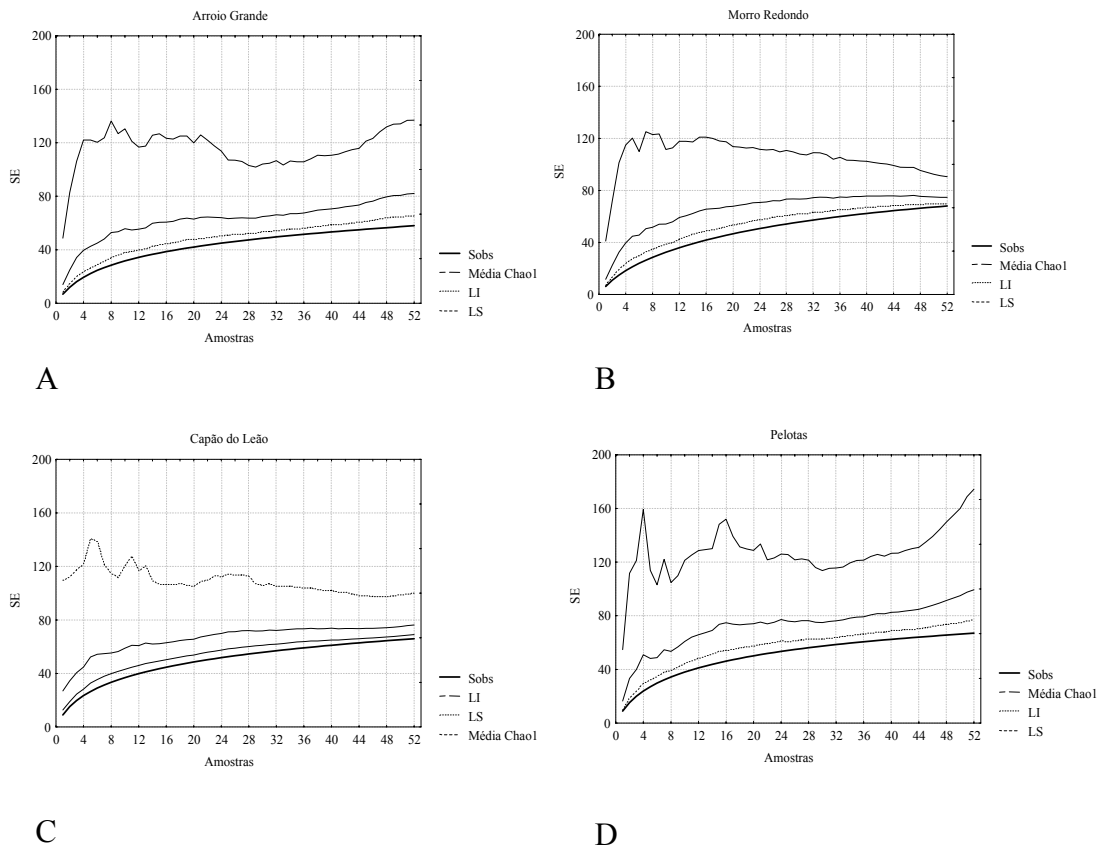 Arroio Grande
200
160
120
80
40
0
SE
0 4 8 12 16 20 24 28 32 36 40 44 48 52
Amostras
Sobs
Média Chao1
LI
LS
A
Morro Redondo
200
160
120
80
40
0
SE
0 4 8 12 16 20 24 28 32 36 40 44 48 52
Amostras
Sobs
Média Chao1
LI
LS
B
Capão do Leão
200
160
120
80
40
0
SE
0 4 8 12 16 20 24 28 32 36 40 44 48 52
Amostras
Sobs
LI
LS
Média Chao1
C
Pelotas
200
160
120
80
40
0
SE
0 4 8 12 16 20 24 28 32 36 40 44 48 52
Amostras
Sobs
Média Chao1
LI
LS
D